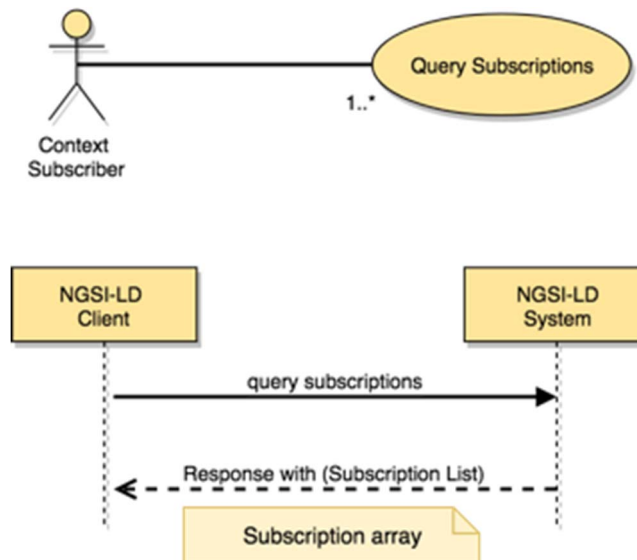 Query Subscriptions
1..*
Context
Subscriber
NGSI-LD
Client
NGSI-LD
System
query subscriptions
Response with (Subscription List)
Subscription array